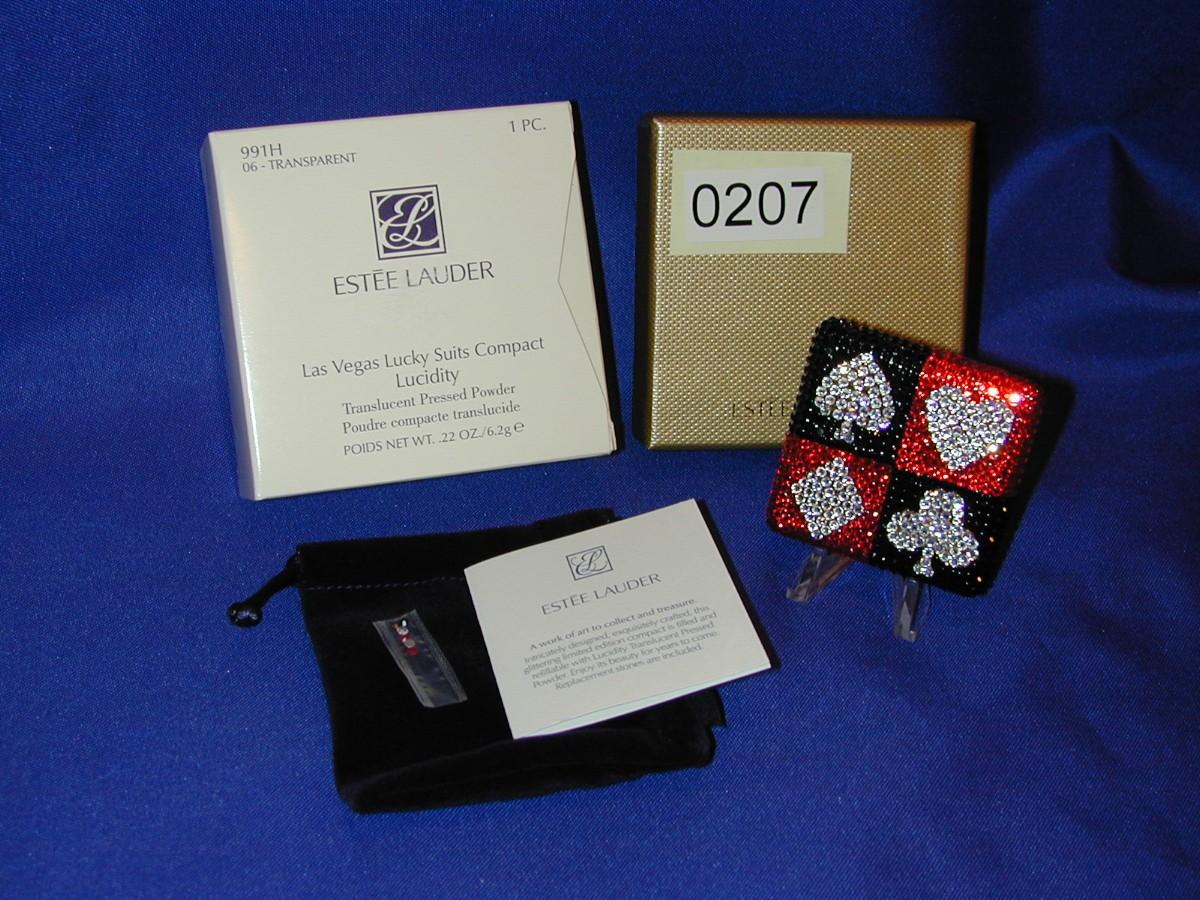 991H
06 - TRANSPARENT
1 PC.
ESTĒE LAUDER
Las Vegas Lucky Suits Compact
Lucidity
Translucent Pressed Powder
Poudre compacte translucide
POIDS NET WT. .22 OZ./6.2g e
0207
ESTĒE
ESTĒE LAUDER
A work of art to collect and treasure.
Intricately designed, exquisitely crafted, this
glittering limited edition compact is filled and
refillable with Lucidity Translucent Pressed
Powder. Enjoy its beauty for years to come.
Replacement stones are included.